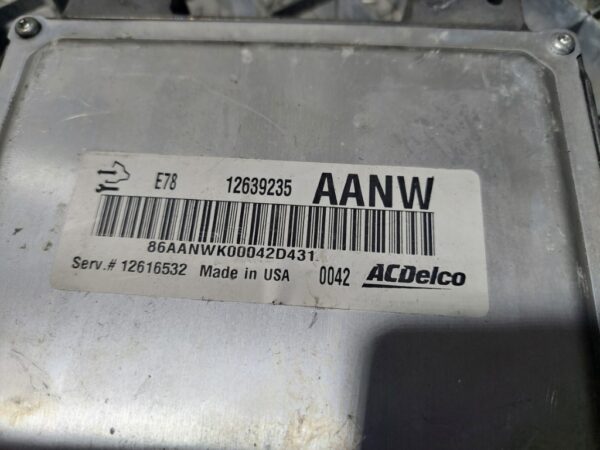 E78 12639235 AANW
86AANWK00042D431
Serv.# 12616532 Made in USA 0042 ACDelco